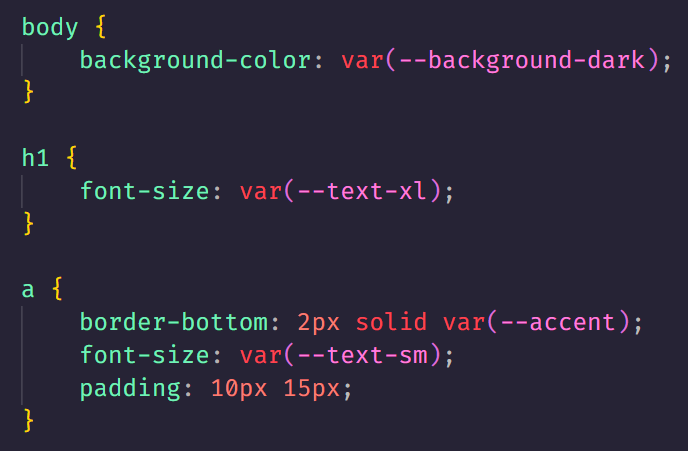 body {
    background-color: var(--background-dark);
}

h1 {
    font-size: var(--text-xl);
}

a {
    border-bottom: 2px solid var(--accent);
    font-size: var(--text-sm);
    padding: 10px 15px;
}